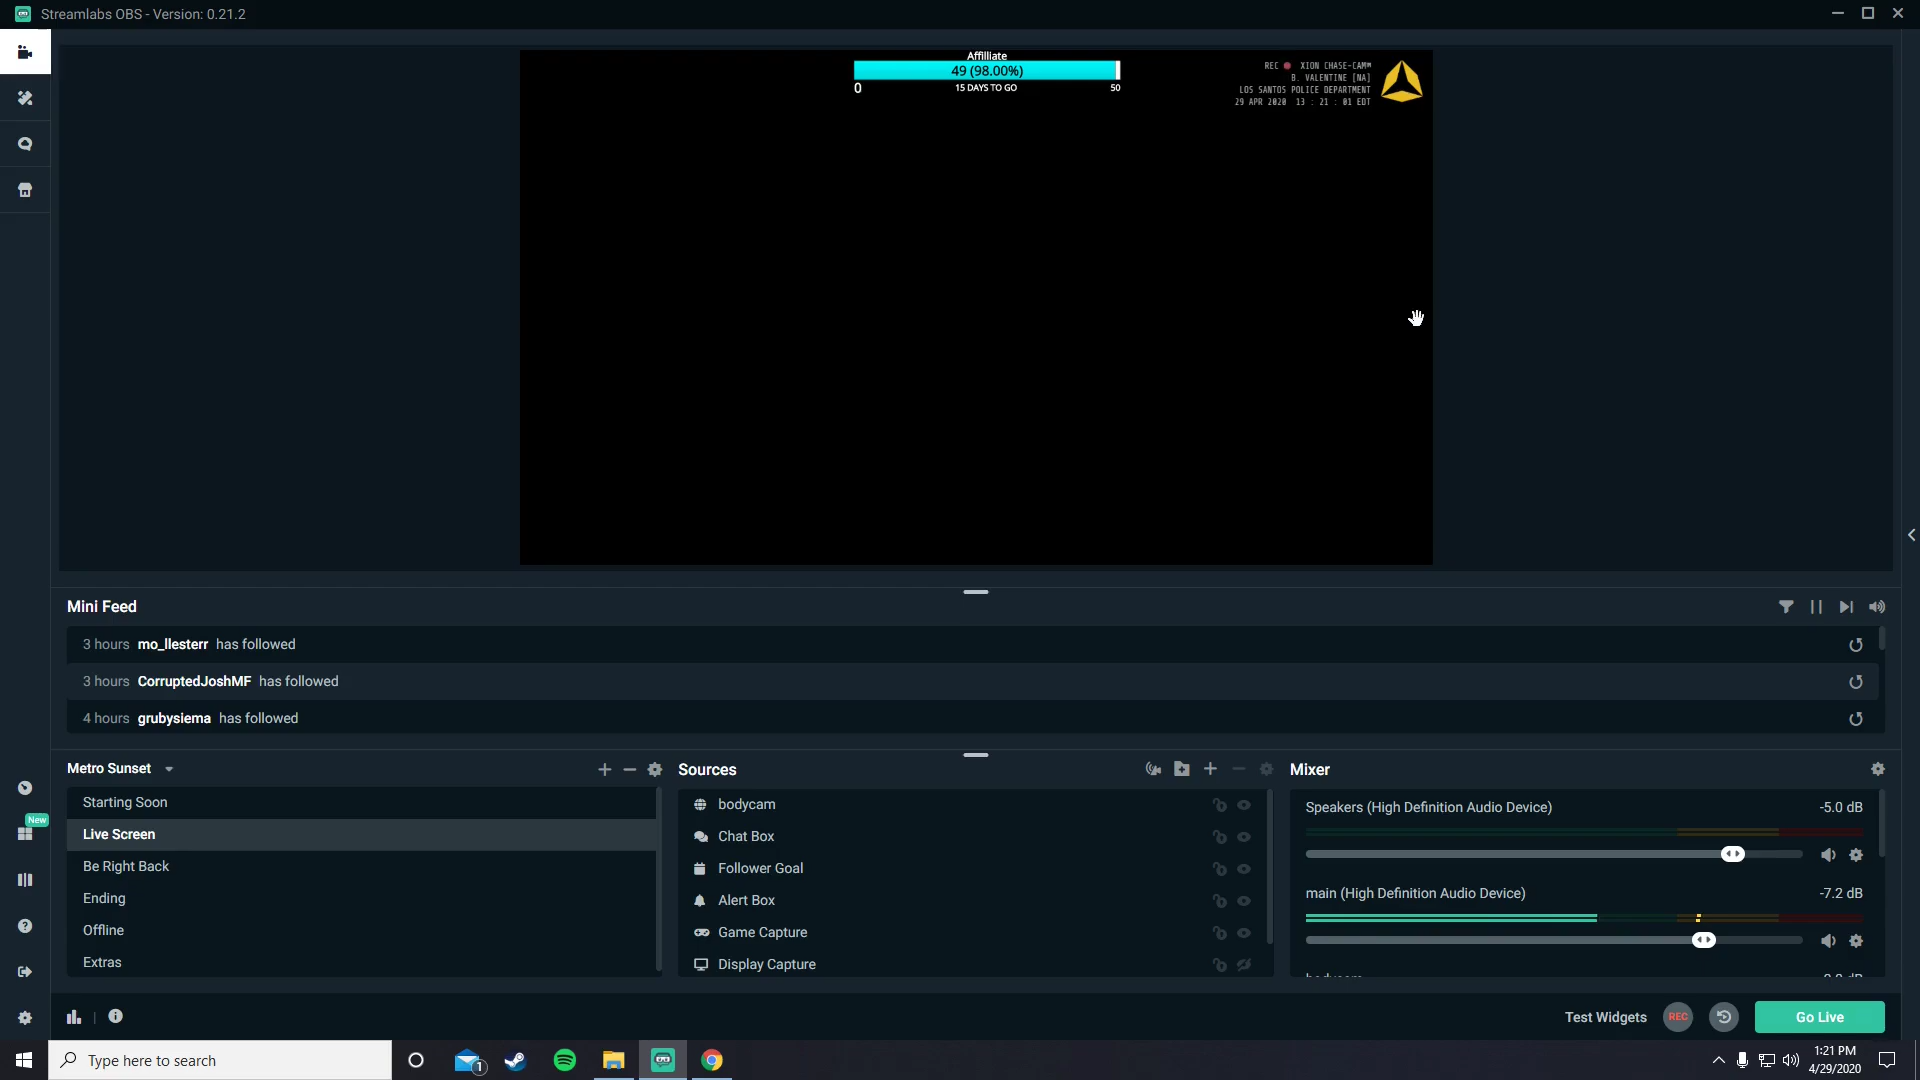 Streamlabs OBS - Version: 0.21.2
Affilliate
49 (98.00%)
0
15 DAYS TO GO
50
REC XION CHASE-CAM™
B. VALENTINE [NA]
LOS SANTOS POLICE DEPARTMENT
29 APR 2020 13 : 21 : 01 EDT
Mini Feed
3 hours mo_llesterr has followed
3 hours CorruptedJoshMF has followed
4 hours grubysiema has followed
Metro Sunset
Starting Soon
Live Screen
Be Right Back
Ending
Offline
Extras
New
Sources
bodycam
Chat Box
Follower Goal
Alert Box
Game Capture
Display Capture
Mixer
Speakers (High Definition Audio Device) -5.0 dB
main (High Definition Audio Device) -7.2 dB
Test Widgets
REC
Go Live
Type here to search
1
1:21 PM
4/29/2020